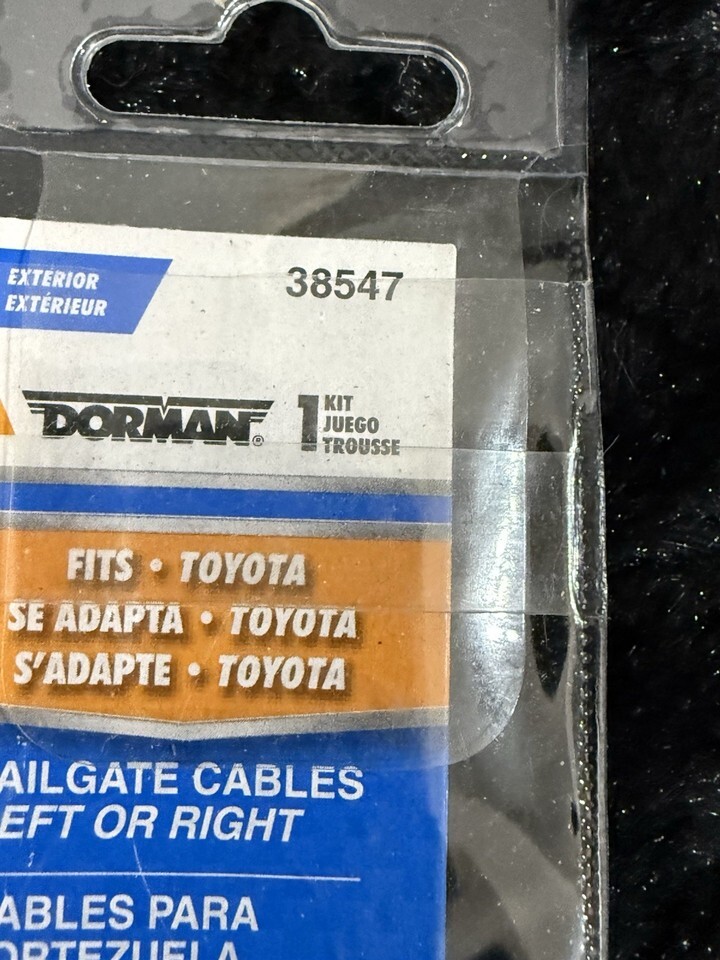 EXTERIOR
EXTÉRIEUR
38547
DORMAN®
1 KIT
JUEGO
TROUSSE
FITS • TOYOTA
SE ADAPTA • TOYOTA
S'ADAPTE • TOYOTA
AILGATE CABLES
EFT OR RIGHT
ABLES PARA
ORTEZUELA